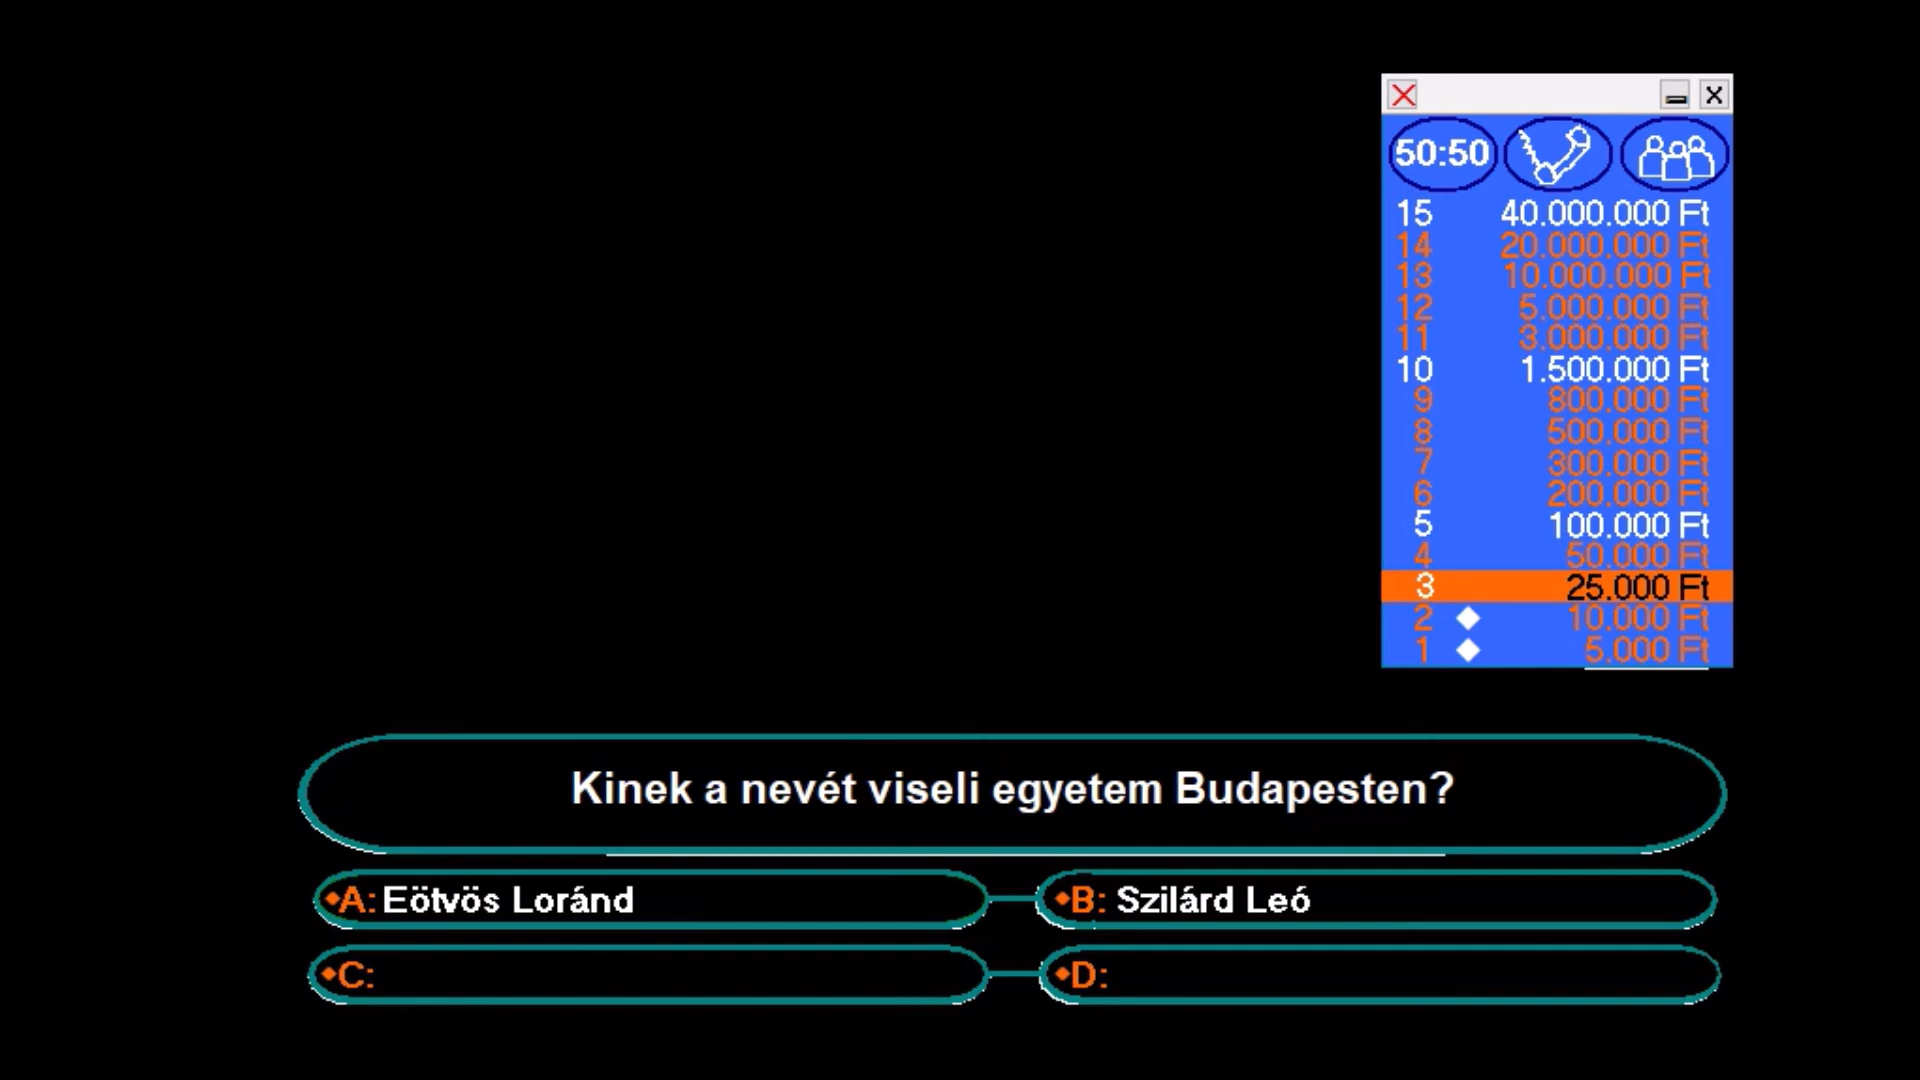 50:50
15 40.000.000 Ft
14 20.000.000 Ft
13 10.000.000 Ft
12 5.000.000 Ft
11 3.000.000 Ft
10 1.500.000 Ft
9 800.000 Ft
8 500.000 Ft
7 300.000 Ft
6 200.000 Ft
5 100.000 Ft
4 50.000 Ft
3 25.000 Ft
2 10.000 Ft
1 5.000 Ft
Kinek a nevét viseli egyetem Budapesten?
A: Eötvös Loránd
B: Szilárd Leó
C:
D: